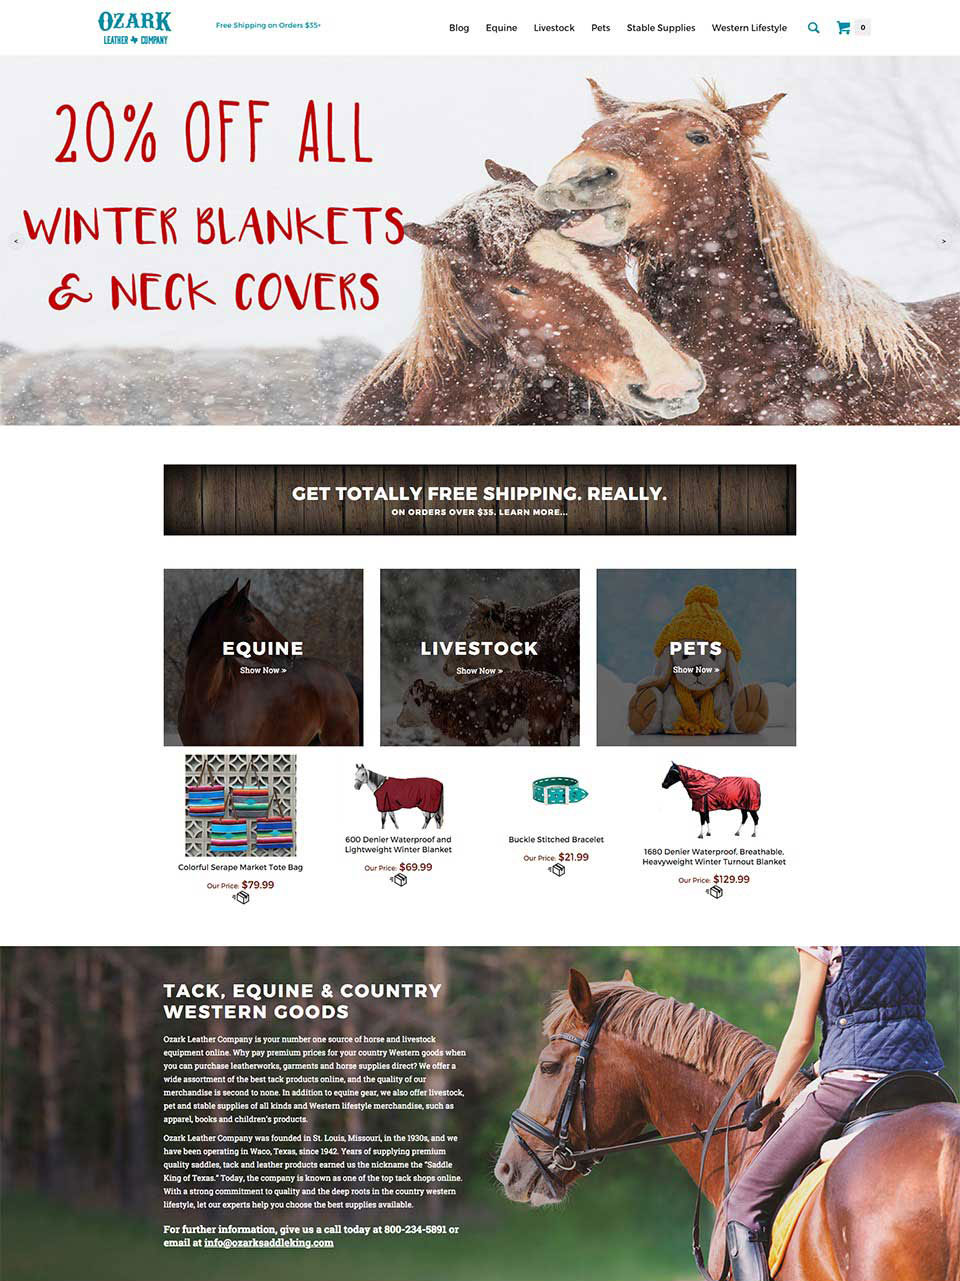 OZARK
LEATHER COMPANY
Free Shipping on Orders $35+
Blog Equine Livestock Pets Stable Supplies Western Lifestyle 0
20% OFF ALL
WINTER BLANKETS
& NECK COVERS
< >
GET TOTALLY FREE SHIPPING. REALLY.
ON ORDERS OVER $35. LEARN MORE...
EQUINE
Show Now »
LIVESTOCK
Show Now »
PETS
Show Now »
Colorful Serape Market Tote Bag
Our Price: $79.99
600 Denier Waterproof and
Lightweight Winter Blanket
Our Price: $69.99
Buckle Stitched Bracelet
Our Price: $21.99
1680 Denier Waterproof, Breathable,
Heavyweight Winter Turnout Blanket
Our Price: $129.99
TACK, EQUINE & COUNTRY
WESTERN GOODS
Ozark Leather Company is your number one source of horse and livestock
equipment online. Why pay premium prices for your country Western goods when
you can purchase leatherworks, garments and horse supplies direct? We offer a
wide assortment of the best tack products online, and the quality of our
merchandise is second to none. In addition to equine gear, we also offer livestock,
pet and stable supplies of all kinds and Western lifestyle merchandise, such as
apparel, books and children's products.
Ozark Leather Company was founded in St. Louis, Missouri, in the 1930s, and we
have been operating in Waco, Texas, since 1942. Years of supplying premium
quality saddles, tack and leather products earned us the nickname the "Saddle
King of Texas." Today, the company is known as one of the top tack shops online.
With a strong commitment to quality and the deep roots in the country western
lifestyle, let our experts help you choose the best supplies available.
For further information, give us a call today at 800-234-5891 or
email at info@ozarksaddleking.com